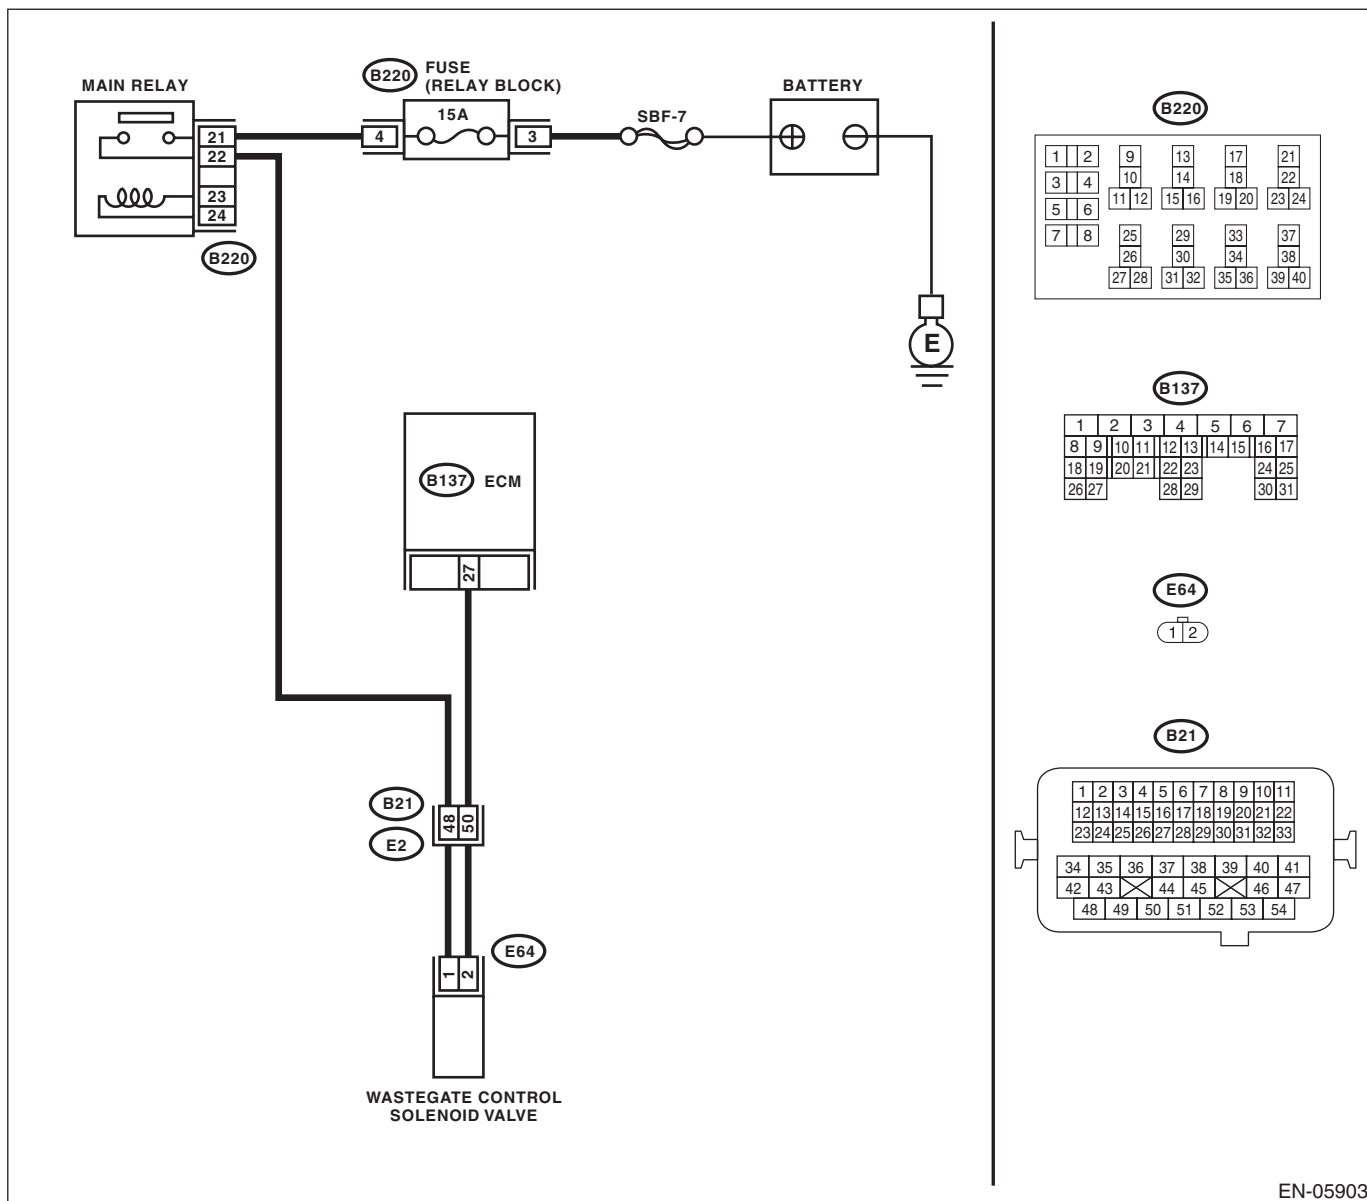 B220
FUSE
(RELAY BLOCK)
MAIN RELAY
BATTERY
15A
SBF-7
21
22
23
24
4
3
B220
E
B137
ECM
27
B21
E2
48
50
E64
1
2
WASTEGATE CONTROL
SOLENOID VALVE
B220
1 2 9 13 17 21
10 14 18 22
3 4
11 12 15 16 19 20 23 24
5 6
7 8 25 29 33 37
26 30 34 38
27 28 31 32 35 36 39 40
B137
1 2 3 4 5 6 7
8 9 10 11 12 13 14 15 16 17
18 19 20 21 22 23 24 25
26 27 28 29 30 31
E64
1 2
B21
1 2 3 4 5 6 7 8 9 10 11
12 13 14 15 16 17 18 19 20 21 22
23 24 25 26 27 28 29 30 31 32 33
34 35 36 37 38 39 40 41
42 43 44 45 46 47
48 49 50 51 52 53 54
EN-05903